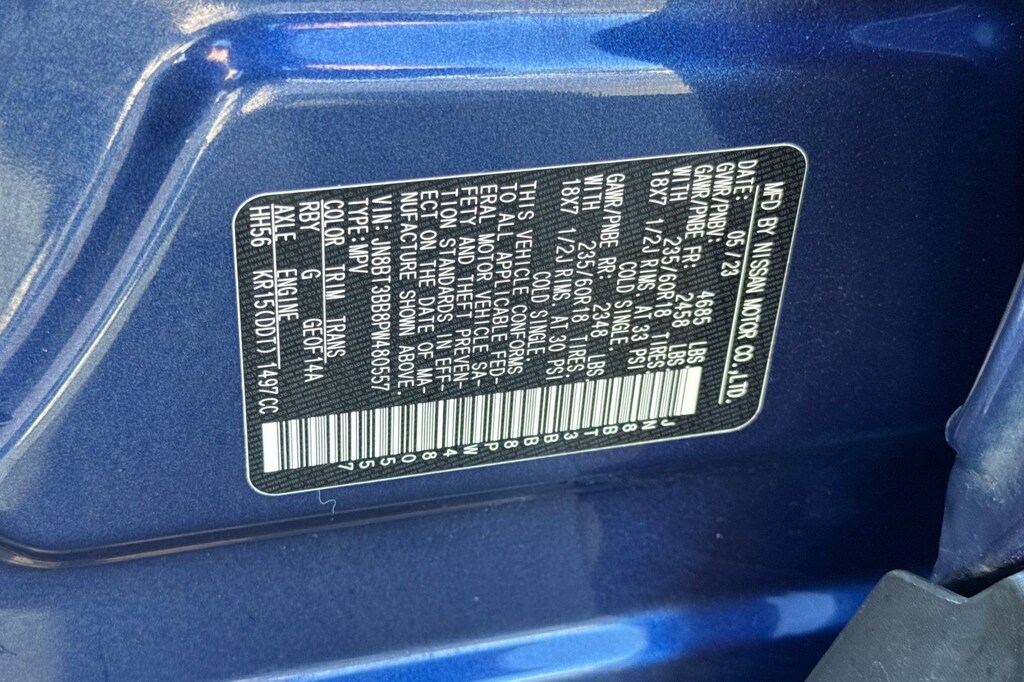 MFD BY NISSAN MOTOR CO.,LTD.
DATE: 05/23
GVWR/PNBV: 4685 LBS
GAWR/PNBE FR: 2458 LBS
WITH 235/60R18 TIRES,
18X7 1/2J RIMS, AT 33 PSI
COLD SINGLE.
GAWR/PNBE RR: 2348 LBS
WITH 235/60R18 TIRES,
18X7 1/2J RIMS, AT 30 PSI
COLD SINGLE.
THIS VEHICLE CONFORMS
TO ALL APPLICABLE FED-
ERAL MOTOR VEHICLE SA-
FETY AND THEFT PREVEN-
TION STANDARDS IN EFF-
ECT ON THE DATE OF MA-
NUFACTURE SHOWN ABOVE.
VIN: JN8BT3BB8PW480557
TYPE: MPV
COLOR TRIM TRANS
RBY G GE0F14A
AXLE ENGINE
HH56 KR15(DDT) 1497CC
JN8BT3BB8PW480557